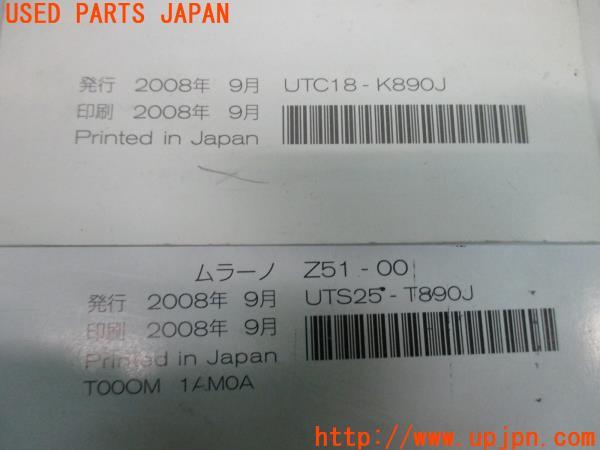 USED PARTS JAPAN
発行 2008年 9月 UTC18-K890J
印刷 2008年 9月
Printed in Japan
ムラーノ Z51-00
発行 2008年 9月 UTS25-T890J
印刷 2008年 9月
Printed in Japan
T00OM 1AM0A
http://www.upjpn.com